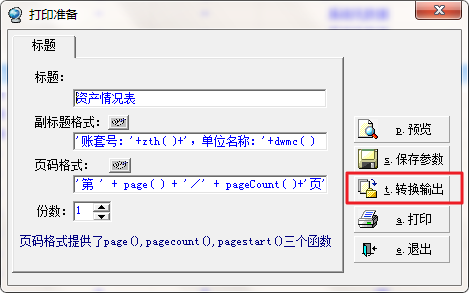 打印准备
标题
标题：
资产情况表
副标题格式：
'账套号：'+zth( )+'，单位名称：'+dwmc( )
页码格式：
'第 ' + page( ) + '／' + pageCount( )+'页'
份数：
1
页码格式提供了page(),pagecount(),pagestart()三个函数
p. 预览
s. 保存参数
t. 转换输出
a. 打印
e. 退出